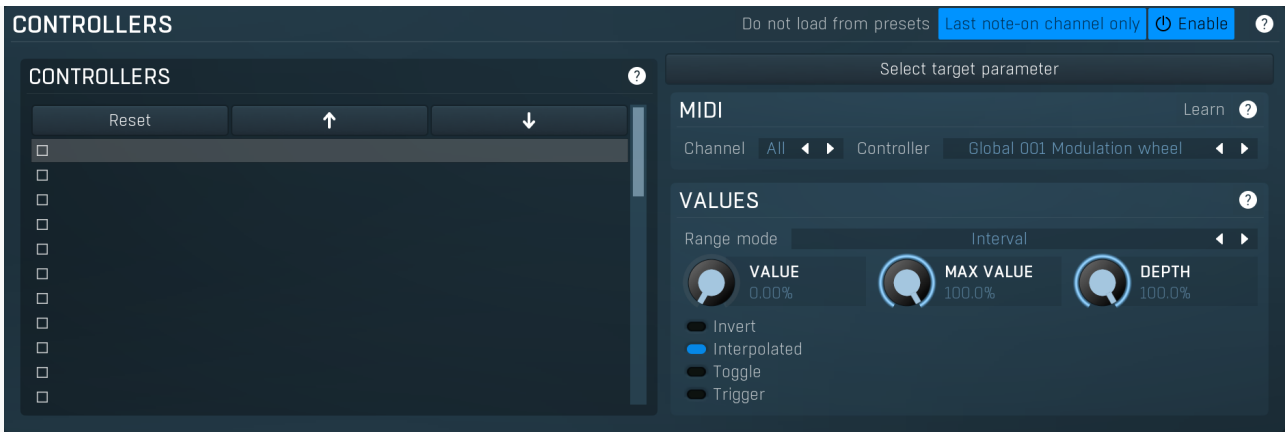 CONTROLLERS
Do not load from presets Last note-on channel only Enable ?
CONTROLLERS ?
Reset
Select target parameter
MIDI Learn ?
Channel All Controller Global 001 Modulation wheel
VALUES ?
Range mode Interval
VALUE
0.00%
MAX VALUE
100.0%
DEPTH
100.0%
Invert
Interpolated
Toggle
Trigger